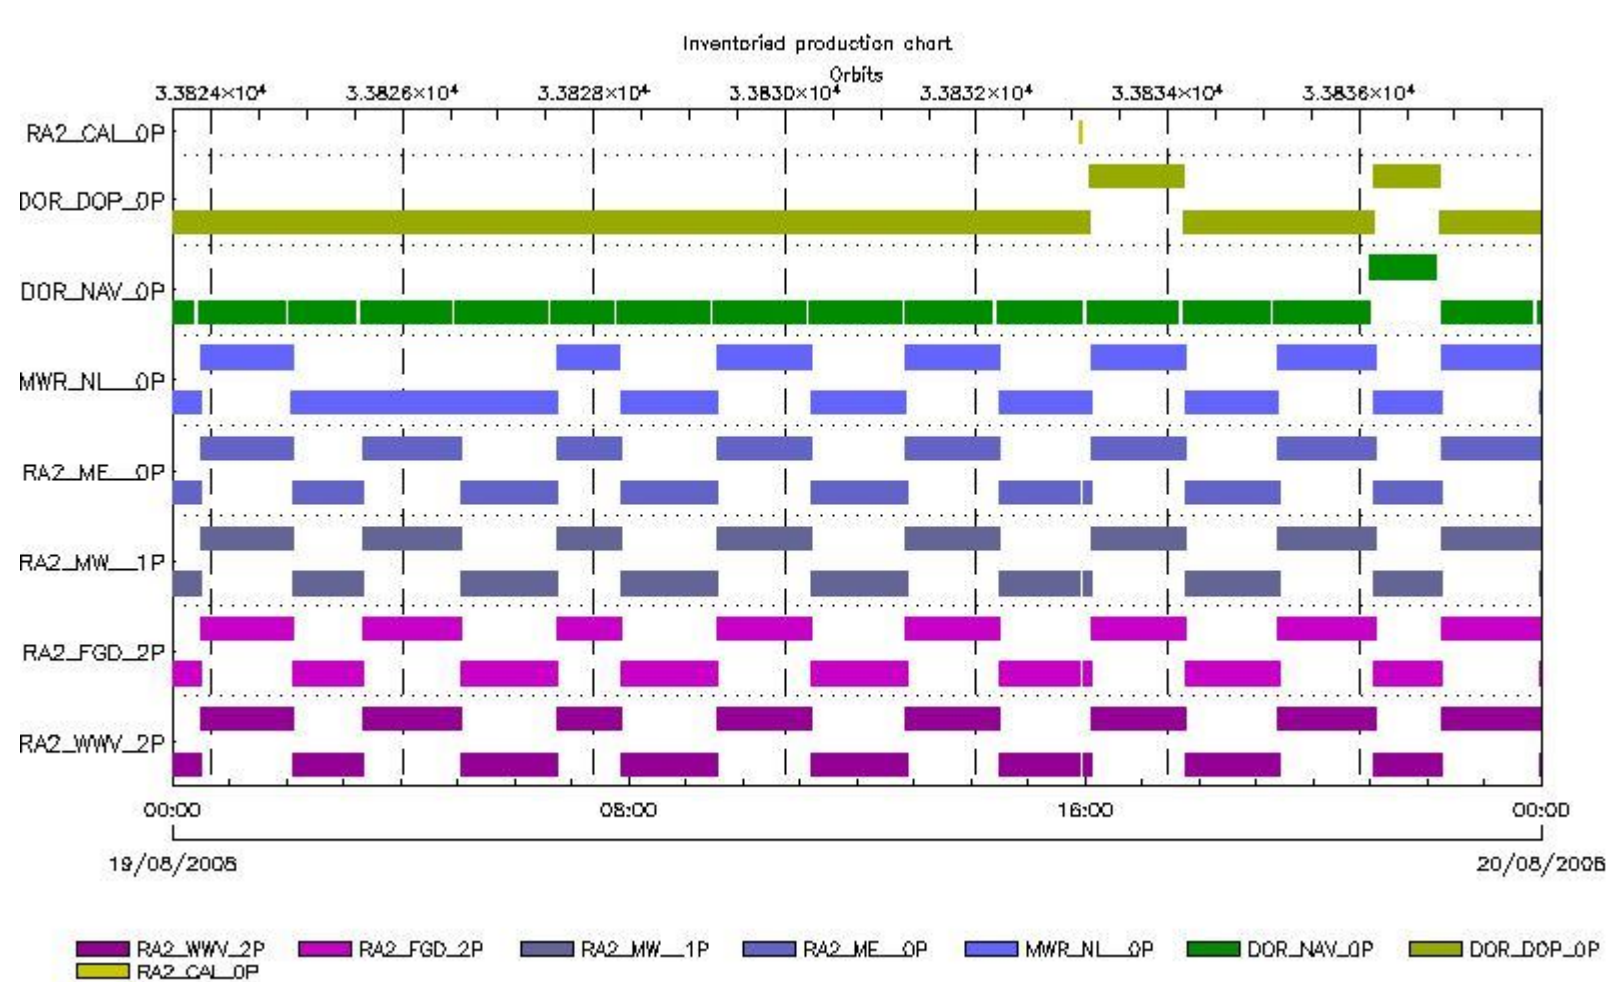 Inventoried production chart
Orbits
3.3824×10⁴ 3.3826×10⁴ 3.3828×10⁴ 3.3830×10⁴ 3.3832×10⁴ 3.3834×10⁴ 3.3836×10⁴
RA2_CAL_0P
DOR_DOP_0P
DOR_NAV_0P
MWR_NL__0P
RA2_ME__0P
RA2_MW__1P
RA2_FGD_2P
RA2_WWV_2P
00:00 08:00 16:00 00:00
19/08/2008 20/08/2008
RA2_WWV_2P RA2_FGD_2P RA2_MW__1P RA2_ME__0P MWR_NL__0P DOR_NAV_0P DOR_DOP_0P
RA2_CAL_0P